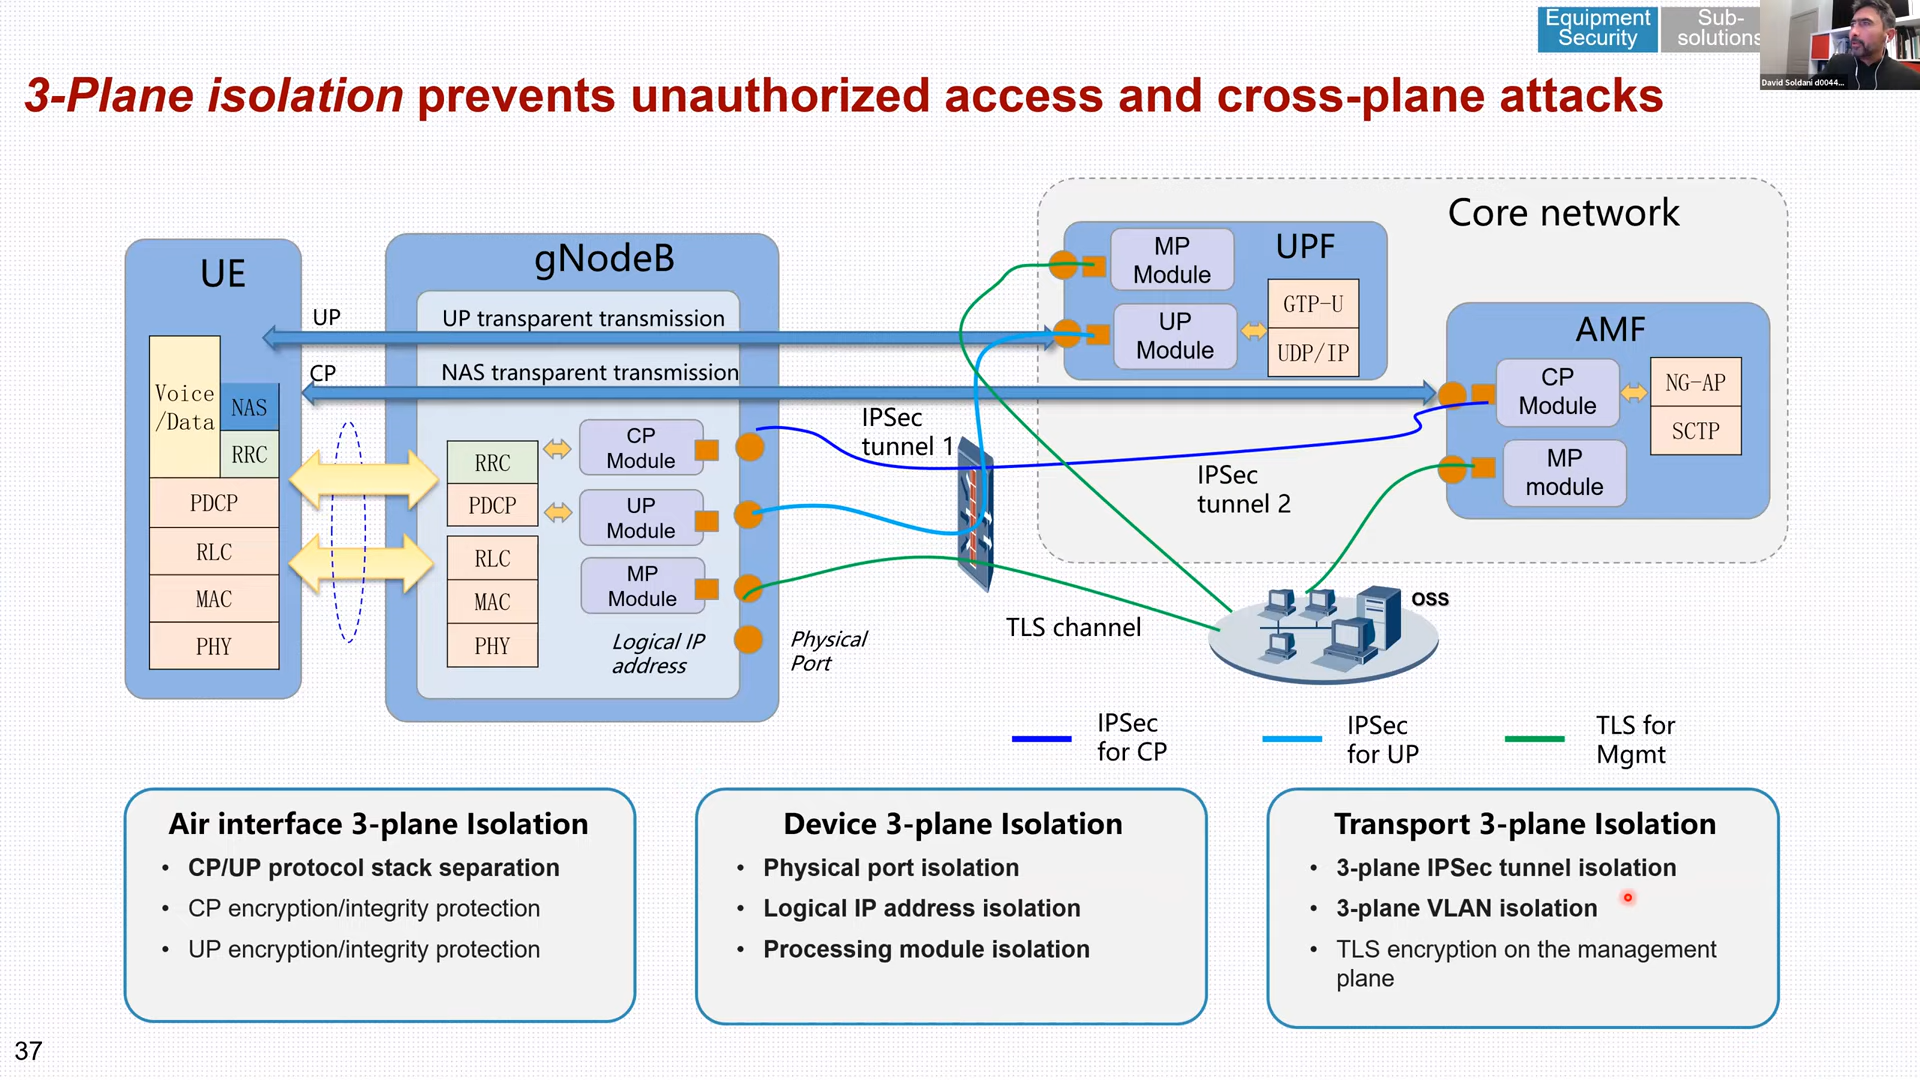 Equipment
Security
Sub-
solutions
David Soldani d0044...
3-Plane isolation prevents unauthorized access and cross-plane attacks
Core network
UE
gNodeB
UP
UP transparent transmission
CP
NAS transparent transmission
Voice
/Data
NAS
RRC
PDCP
RLC
MAC
PHY
RRC
PDCP
RLC
MAC
PHY
CP
Module
UP
Module
MP
Module
Logical IP
address
Physical
Port
IPSec
tunnel 1
IPSec
tunnel 2
TLS channel
MP
Module
UPF
UP
Module
GTP-U
UDP/IP
AMF
CP
Module
NG-AP
SCTP
MP
module
OSS
IPSec
for CP
IPSec
for UP
TLS for
Mgmt
Air interface 3-plane Isolation
• CP/UP protocol stack separation
• CP encryption/integrity protection
• UP encryption/integrity protection
Device 3-plane Isolation
• Physical port isolation
• Logical IP address isolation
• Processing module isolation
Transport 3-plane Isolation
• 3-plane IPSec tunnel isolation
• 3-plane VLAN isolation
• TLS encryption on the management
plane
37